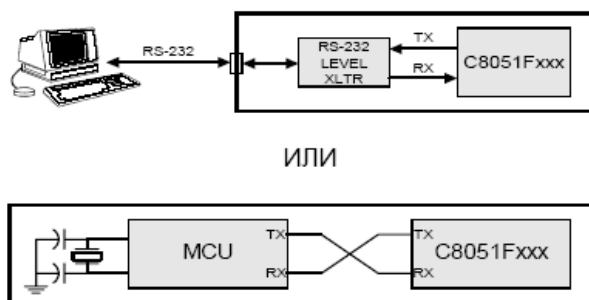 RS-232
RS-232
LEVEL
XLTR
TX
RX
C8051Fxxx
ИЛИ
MCU
TX
RX
TX
RX
C8051Fxxx